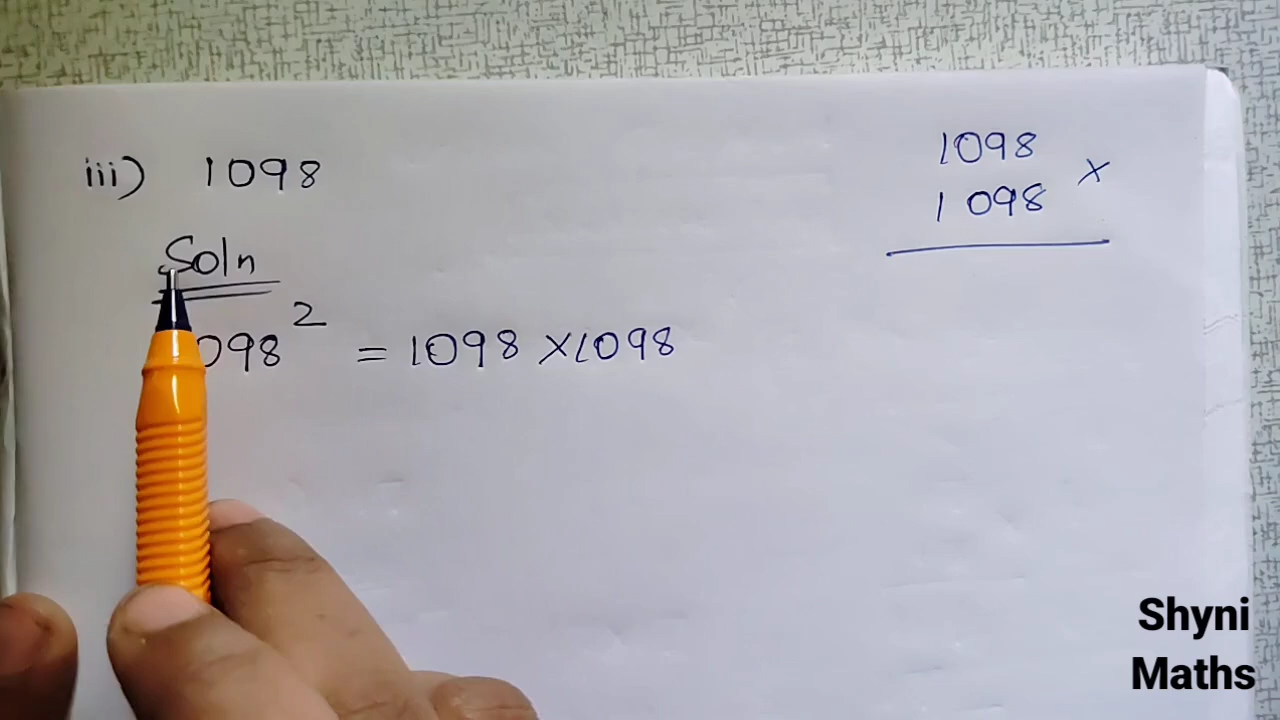 iii) 1098
Soln
098² = 1098 × 1098
1098
1098 ×
Shyni
Maths